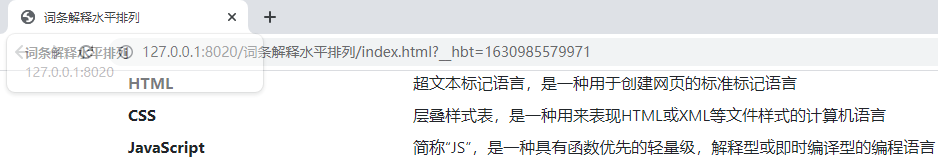 词条解释水平排列
127.0.0.1:8020/词条解释水平排列/index.html?__hbt=1630985579971
词条解释水平排列
127.0.0.1:8020
HTML 超文本标记语言，是一种用于创建网页的标准标记语言
CSS 层叠样式表，是一种用来表现HTML或XML等文件样式的计算机语言
JavaScript 简称“JS”，是一种具有函数优先的轻量级，解释型或即时编译型的编程语言